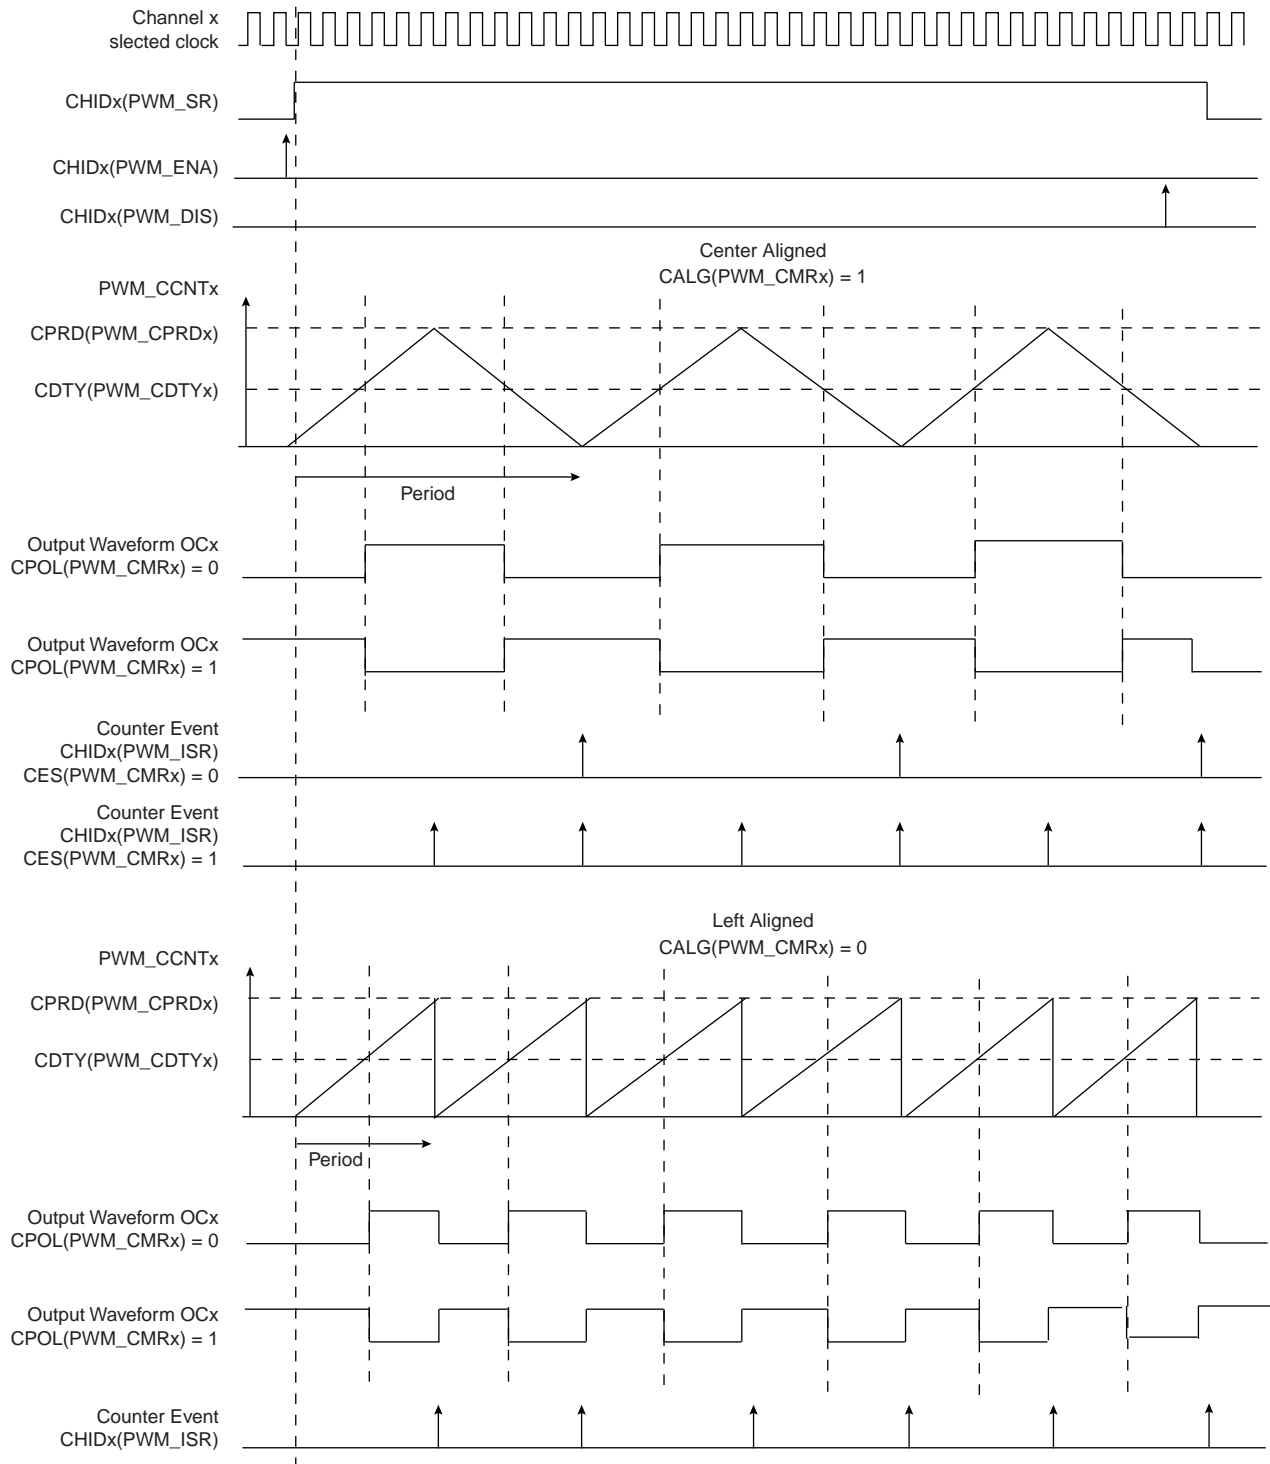 Channel x
slected clock
CHIDx(PWM_SR)
CHIDx(PWM_ENA)
CHIDx(PWM_DIS)
Center Aligned
CALG(PWM_CMRx) = 1
PWM_CCNTx
CPRD(PWM_CPRDx)
CDTY(PWM_CDTYx)
Period
Output Waveform OCx
CPOL(PWM_CMRx) = 0
Output Waveform OCx
CPOL(PWM_CMRx) = 1
Counter Event
CHIDx(PWM_ISR)
CES(PWM_CMRx) = 0
Counter Event
CHIDx(PWM_ISR)
CES(PWM_CMRx) = 1
Left Aligned
CALG(PWM_CMRx) = 0
PWM_CCNTx
CPRD(PWM_CPRDx)
CDTY(PWM_CDTYx)
Period
Output Waveform OCx
CPOL(PWM_CMRx) = 0
Output Waveform OCx
CPOL(PWM_CMRx) = 1
Counter Event
CHIDx(PWM_ISR)